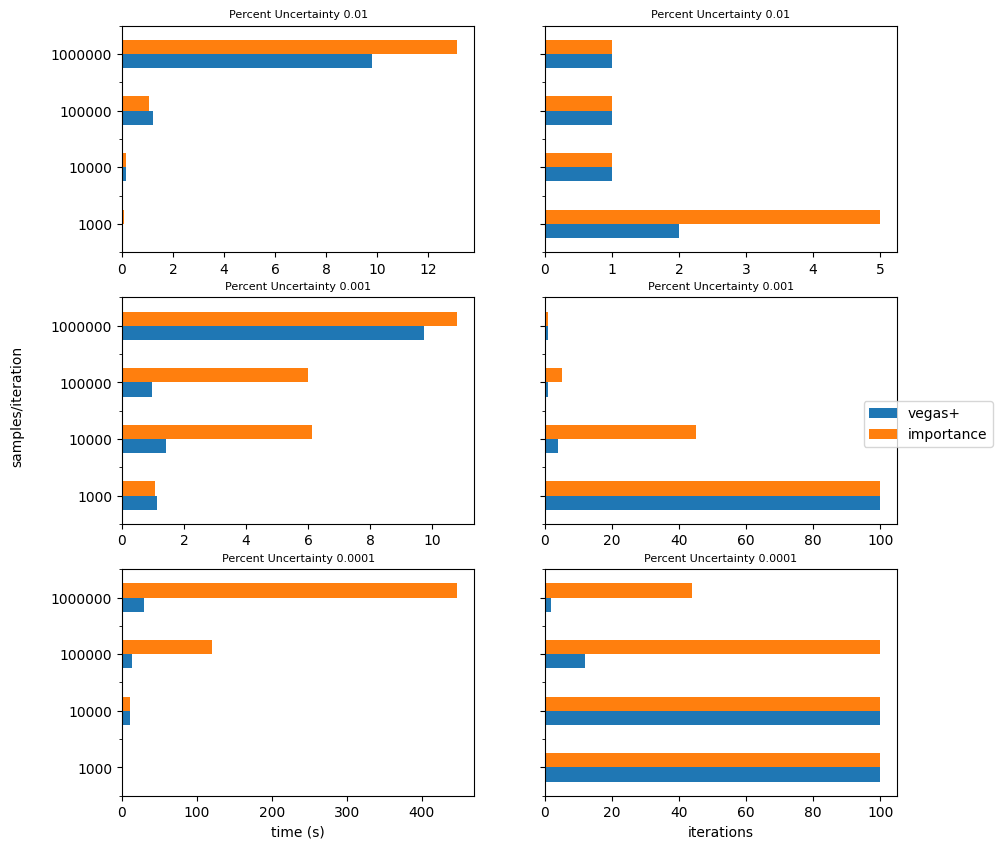 Percent Uncertainty 0.01
Percent Uncertainty 0.01
1000000
100000
10000
1000
0 2 4 6 8 10 12
0 1 2 3 4 5
Percent Uncertainty 0.001
Percent Uncertainty 0.001
samples/iteration
1000000
100000
10000
1000
0 2 4 6 8 10
0 20 40 60 80 100
vegas+
importance
Percent Uncertainty 0.0001
Percent Uncertainty 0.0001
1000000
100000
10000
1000
0 100 200 300 400
0 20 40 60 80 100
time (s)
iterations